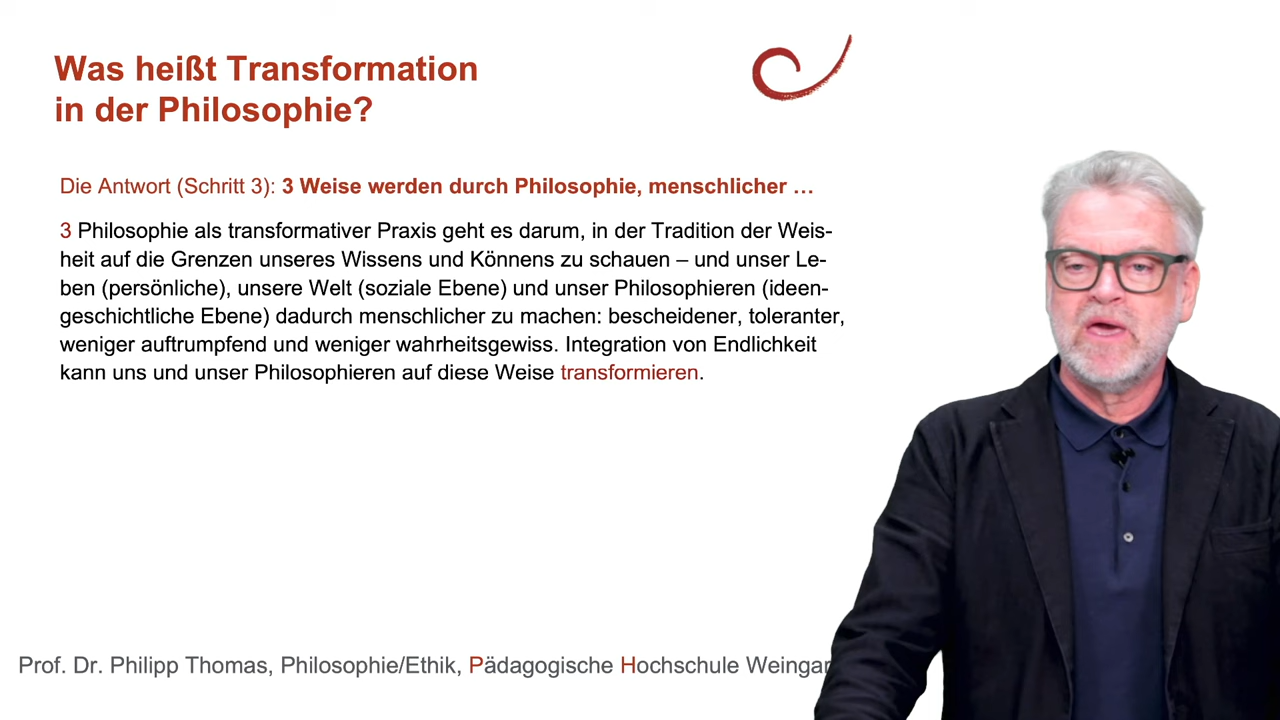 Was heißt Transformation
in der Philosophie?
Die Antwort (Schritt 3): 3 Weise werden durch Philosophie, menschlicher …
3 Philosophie als transformativer Praxis geht es darum, in der Tradition der Weis-
heit auf die Grenzen unseres Wissens und Könnens zu schauen – und unser Le-
ben (persönliche), unsere Welt (soziale Ebene) und unser Philosophieren (ideen-
geschichtliche Ebene) dadurch menschlicher zu machen: bescheidener, toleranter,
weniger auftrumpfend und weniger wahrheitsgewiss. Integration von Endlichkeit
kann uns und unser Philosophieren auf diese Weise transformieren.
Prof. Dr. Philipp Thomas, Philosophie/Ethik, Pädagogische Hochschule